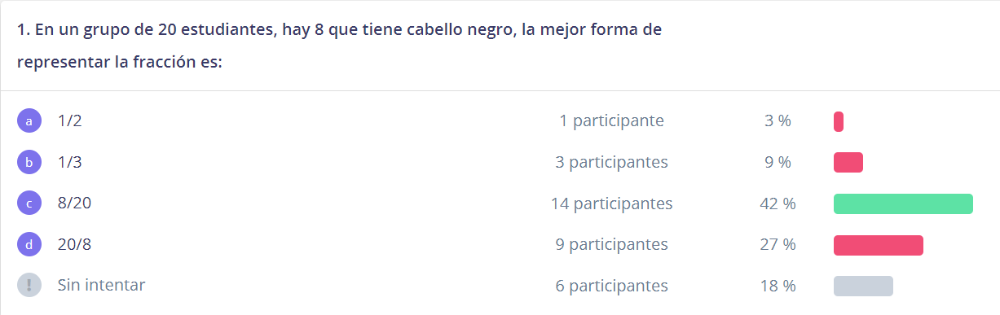 1. En un grupo de 20 estudiantes, hay 8 que tiene cabello negro, la mejor forma de
representar la fracción es:
a 1/2 1 participante 3 %
b 1/3 3 participantes 9 %
c 8/20 14 participantes 42 %
d 20/8 9 participantes 27 %
! Sin intentar 6 participantes 18 %